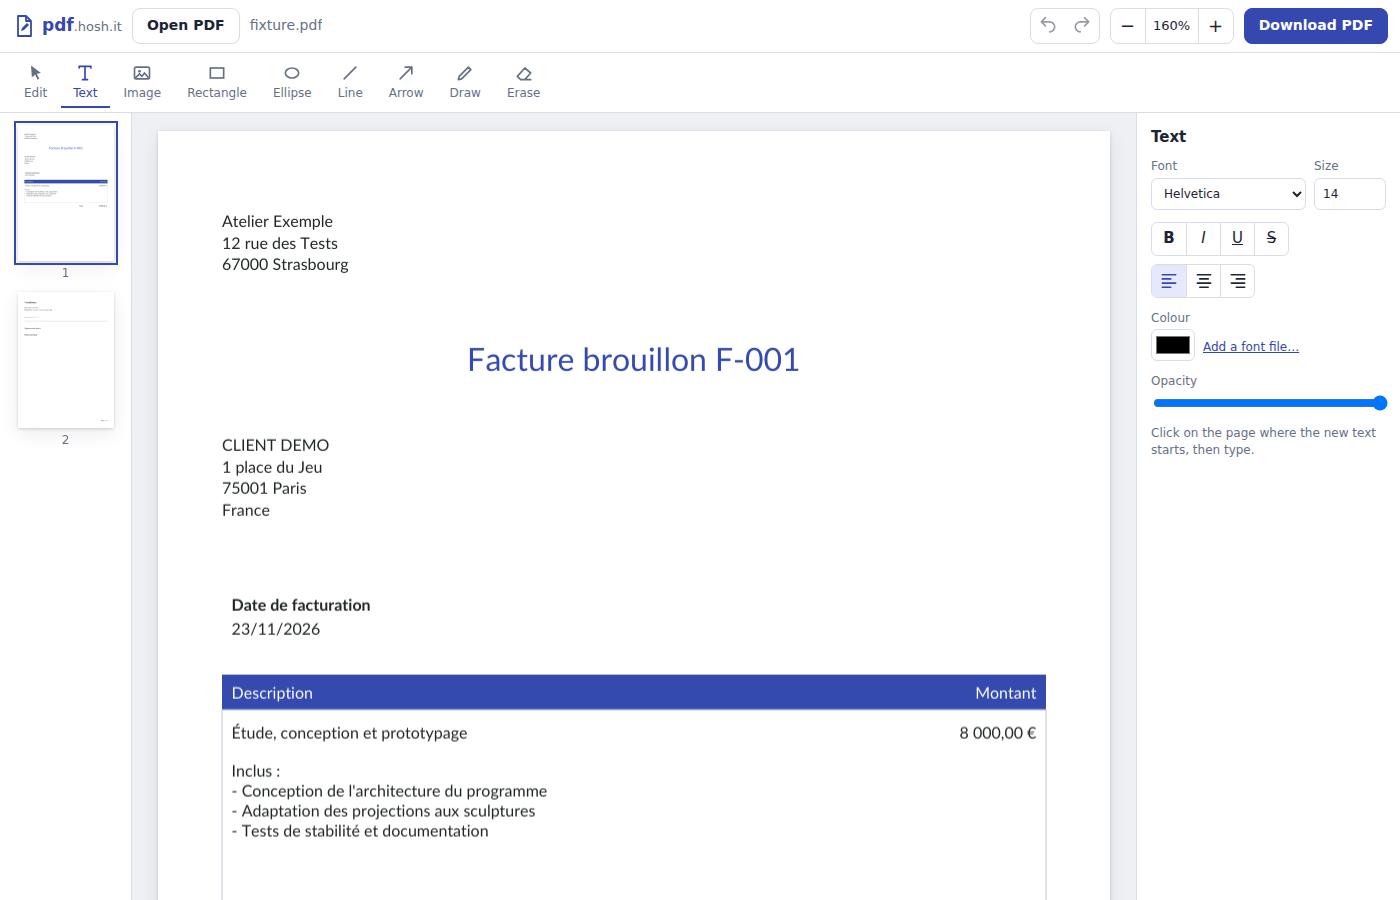 pdf.hosh.it
Open PDF
fixture.pdf
160%
Download PDF
Edit
Text
Image
Rectangle
Ellipse
Line
Arrow
Draw
Erase
1
2
Atelier Exemple
12 rue des Tests
67000 Strasbourg
Facture brouillon F-001
CLIENT DEMO
1 place du Jeu
75001 Paris
France
Date de facturation
23/11/2026
Description Montant
Étude, conception et prototypage 8 000,00 €
Inclus :
- Conception de l'architecture du programme
- Adaptation des projections aux sculptures
- Tests de stabilité et documentation
Text
Font Size
Helvetica 14
B I U S
Colour
Add a font file...
Opacity
Click on the page where the new text
starts, then type.